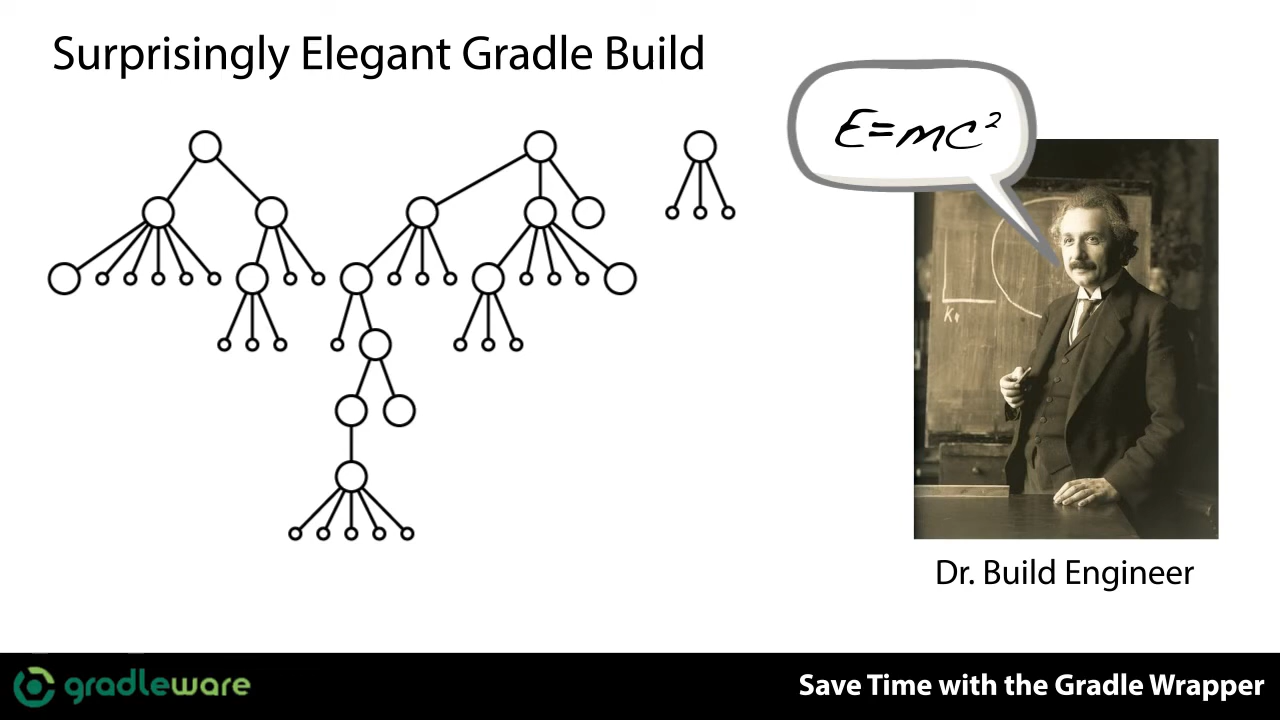 Surprisingly Elegant Gradle Build
E=mc²
K
Dr. Build Engineer
gradleware
Save Time with the Gradle Wrapper